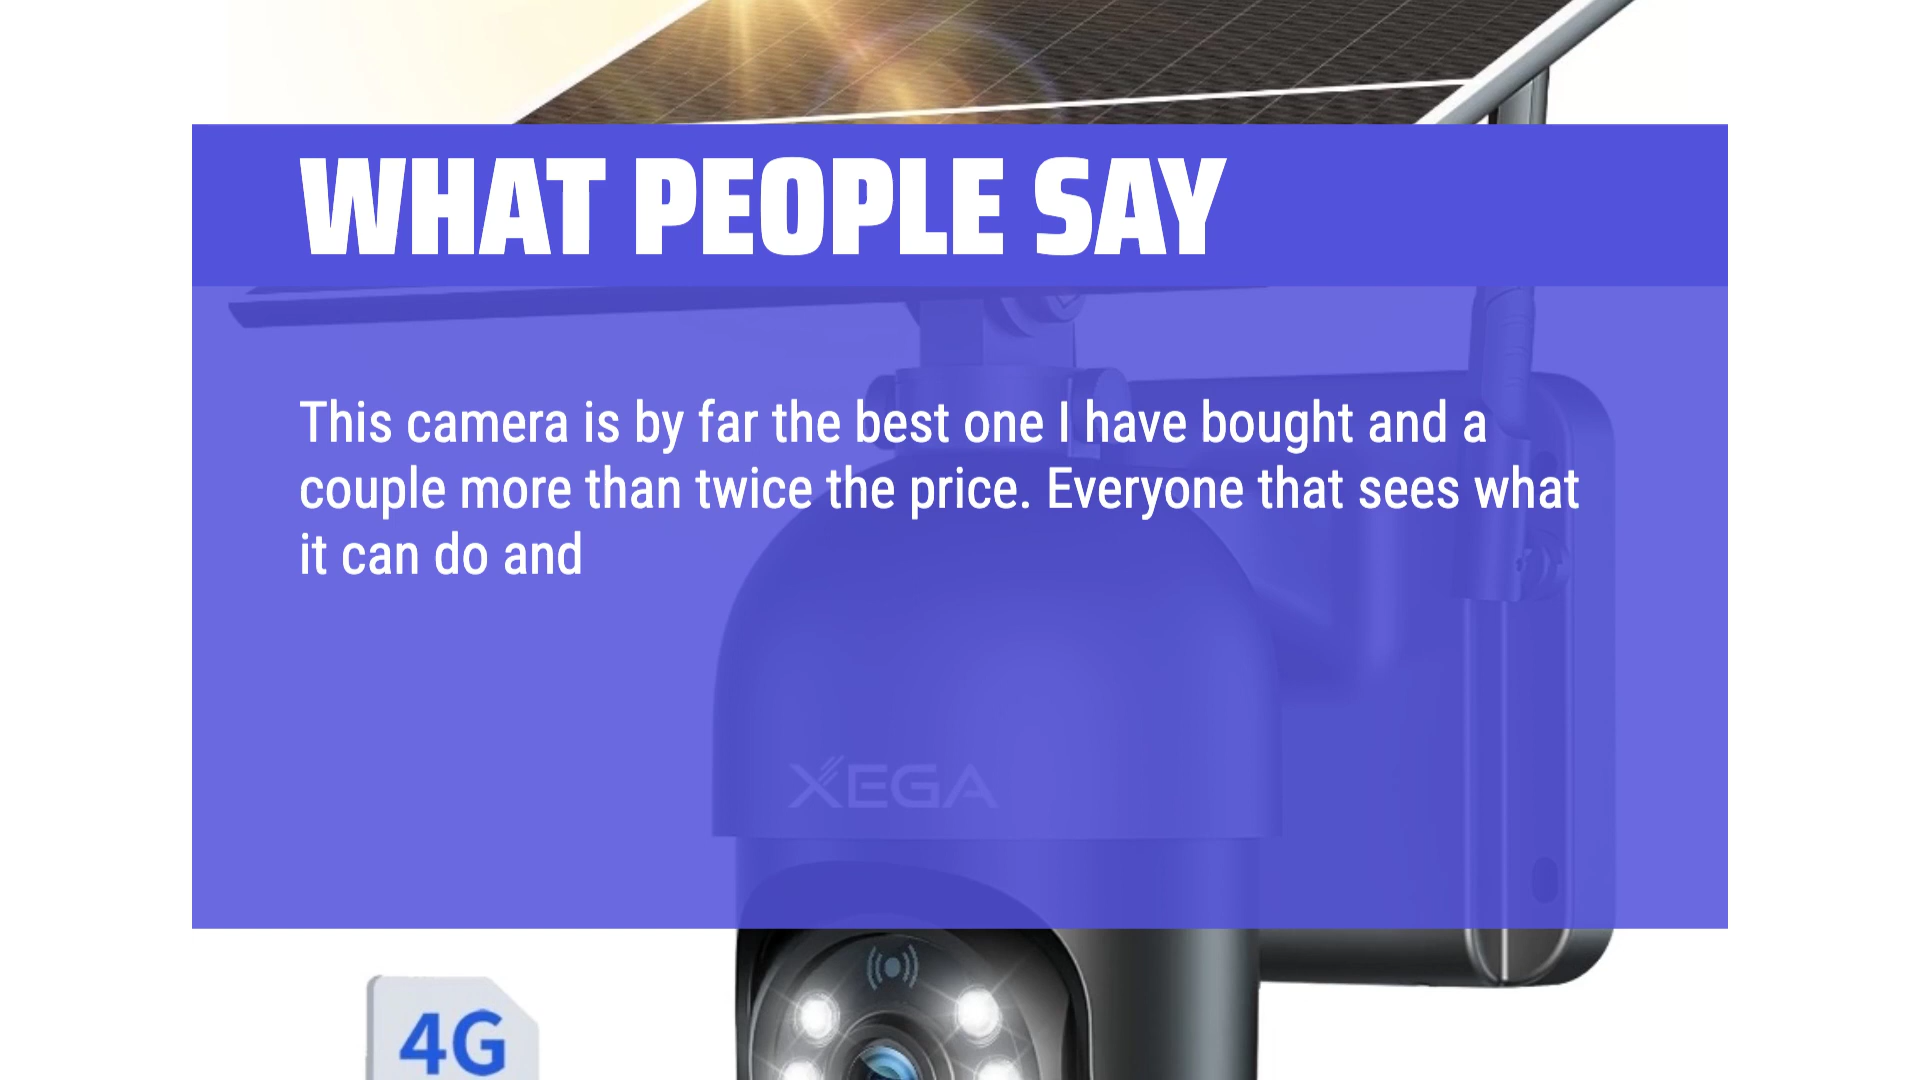 WHAT PEOPLE SAY
This camera is by far the best one I have bought and a
couple more than twice the price. Everyone that sees what
it can do and
XEGA
4G